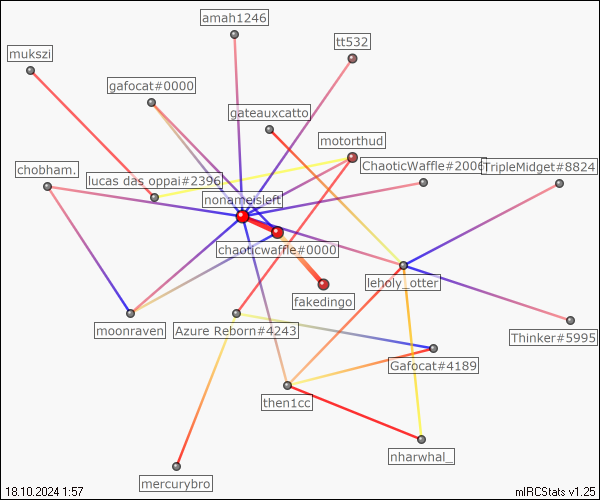 amah1246
tt532
mukszi
gafocat#0000
gateauxcatto
motorthud
chobham.
ChaoticWaffle#2006
TripleMidget#8824
lucas das oppai#2396
nonameisleft
chaoticwaffle#0000
leholy_otter
fakedingo
moonraven
Azure Reborn#4243
Thinker#5995
Gafocat#4189
then1cc
nharwhal_
mercurybro
18.10.2024 1:57
mIRCStats v1.25